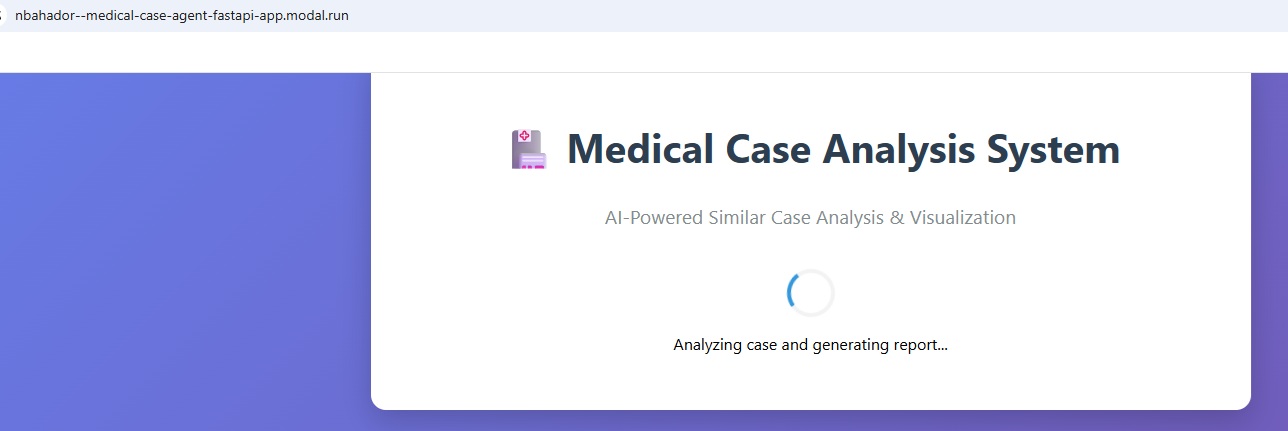 nbahador--medical-case-agent-fastapi-app.modal.run
Medical Case Analysis System
AI-Powered Similar Case Analysis & Visualization
Analyzing case and generating report...